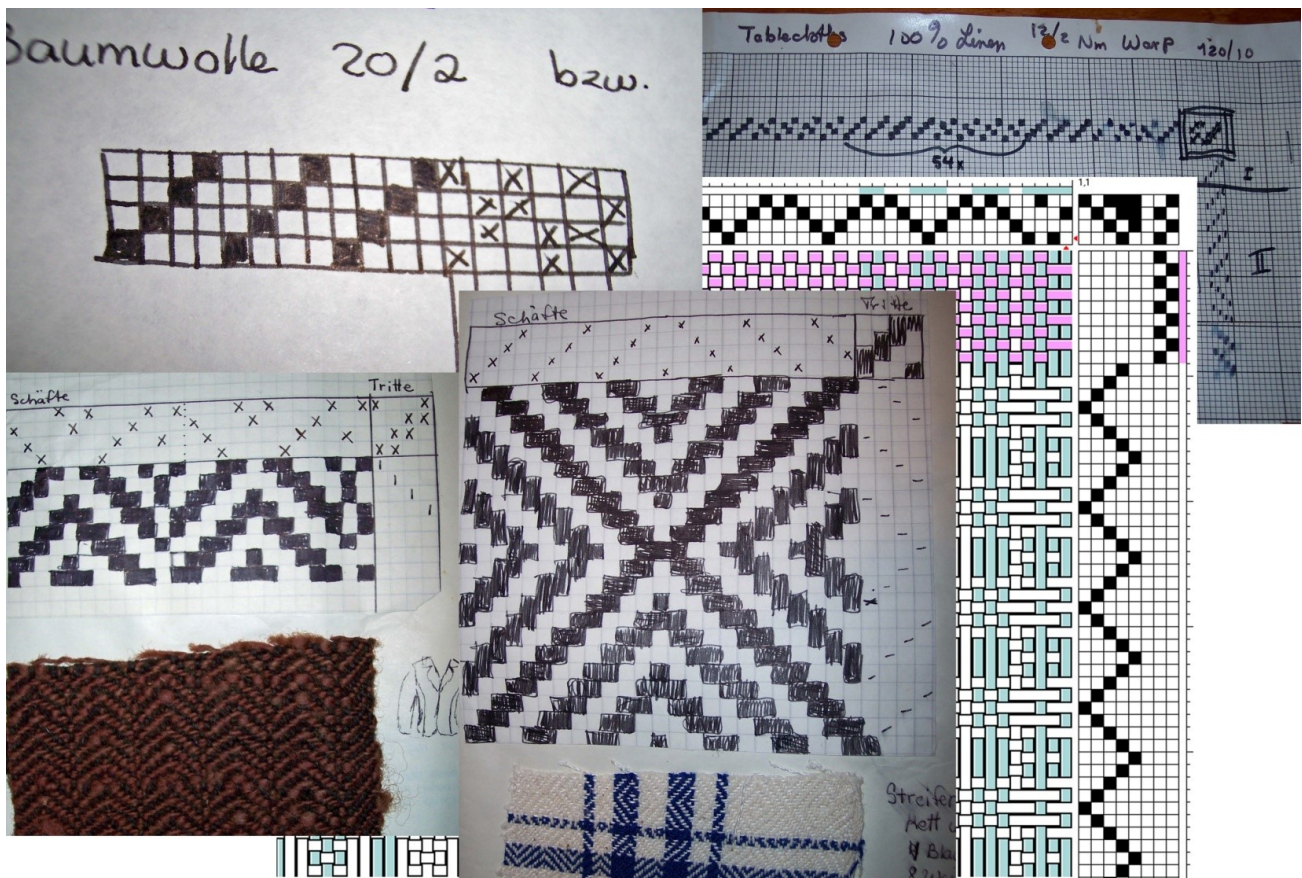 Baumwolle 20/2 bzw.
Tablecloths 100% Linen 12/2 Nm Warp 120/10
54x
I
II
1,1
Schäfte Tritte
Schäfte Tritte
Streifen